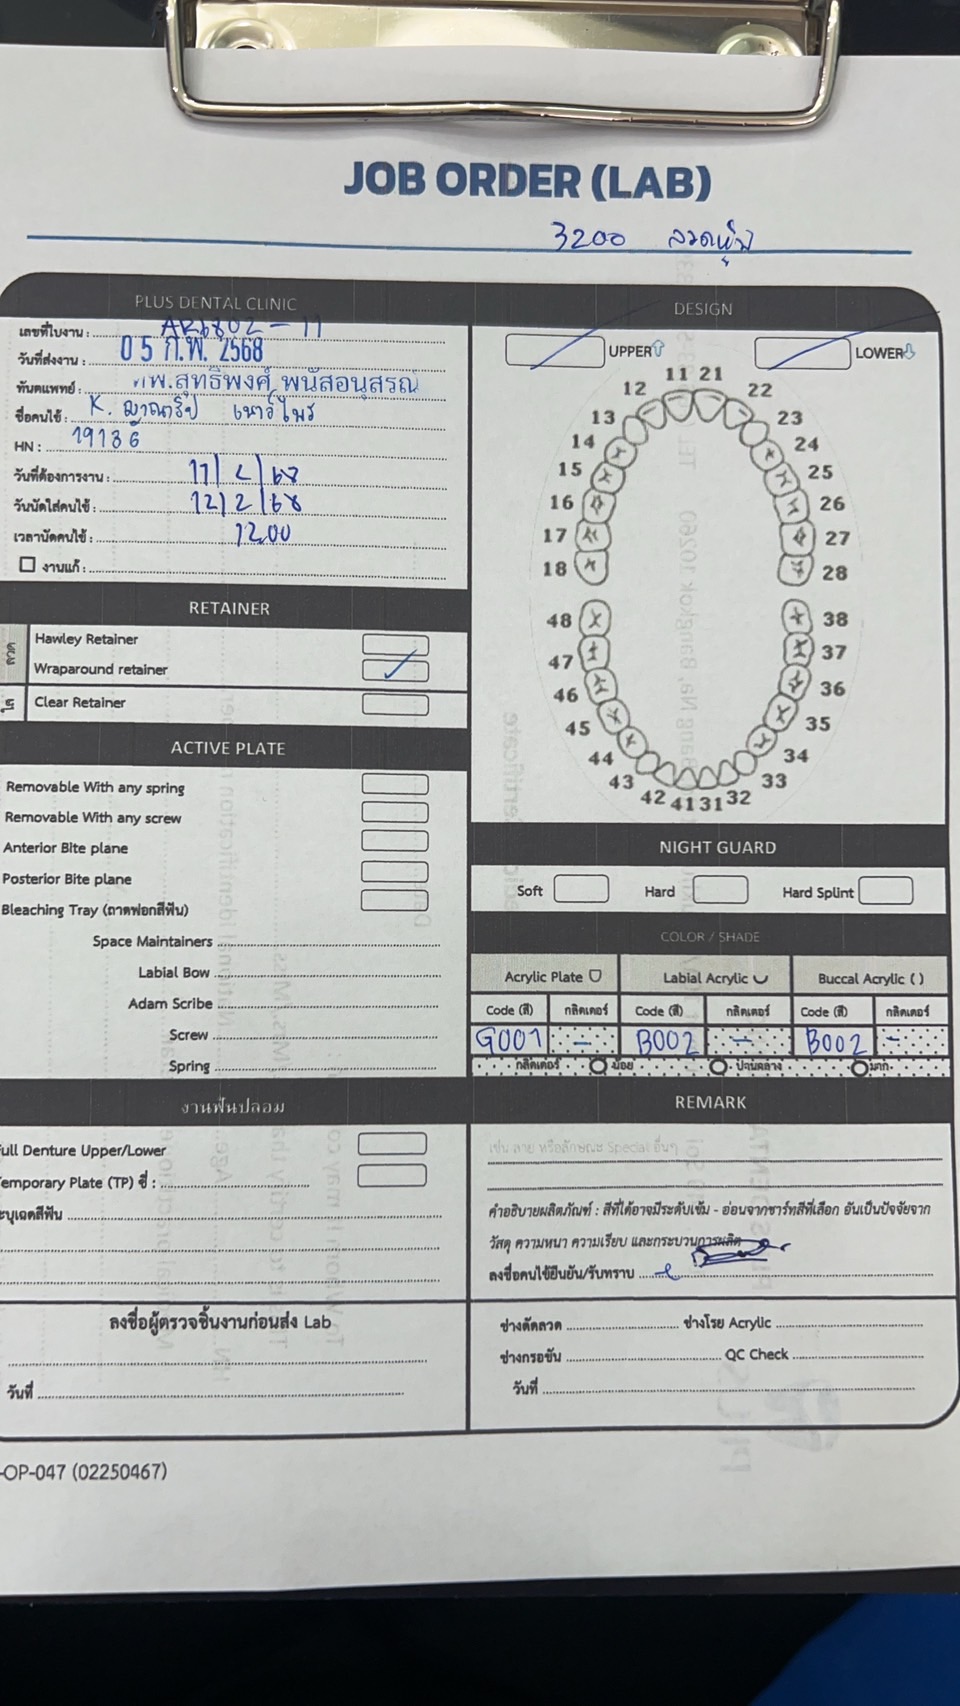 JOB ORDER (LAB)
3200 ลวดหุ้ม
PLUS DENTAL CLINIC
เลขที่ใบงาน : AR6802-11
วันที่ส่งงาน : 05 ก.พ. 2568
ทันตแพทย์ : ทพ.สุทธิพงศ์ พนัสอนุสรณ์
ชื่อคนไข้ : K.
HN : 19136
วันที่ต้องการงาน : 11/2/68
วันนัดใส่คนไข้ : 12/2/68
เวลานัดคนไข้ : 12.00
งานแก้ :
DESIGN
UPPER
LOWER
11 21
12 22
13 23
14 24
15 25
16 26
17 27
18 28
48 38
47 37
46 36
45 35
44 34
43 33
42 41 31 32
RETAINER
ลวด
Hawley Retainer
Wraparound retainer
ใส
Clear Retainer
ACTIVE PLATE
Removable With any spring
Removable With any screw
Anterior Bite plane
Posterior Bite plane
Bleaching Tray (ถาดฟอกสีฟัน)
Space Maintainers
Labial Bow
Adam Scribe
Screw
Spring
NIGHT GUARD
Soft Hard Hard Splint
COLOR / SHADE
Acrylic Plate Labial Acrylic Buccal Acrylic ( )
Code (สี) กลิตเตอร์ Code (สี) กลิตเตอร์ Code (สี) กลิตเตอร์
G001 - B002 - B002 -
กลิตเตอร์ น้อย ปานกลาง มาก
งานฟันปลอม
Full Denture Upper/Lower
Temporary Plate (TP) ซี่ :
ระบุเฉดสีฟัน
REMARK
เช่น ลาย หรือลักษณะ Special อื่นๆ
คำอธิบายผลิตภัณฑ์ : สีที่ได้อาจมีระดับเข้ม - อ่อนจากชาร์ทสีที่เลือก อันเป็นปัจจัยจาก
วัสดุ ความหนา ความเรียบ และกระบวนการผลิต
ลงชื่อคนไข้ยืนยัน/รับทราบ
ลงชื่อผู้ตรวจชิ้นงานก่อนส่ง Lab
วันที่
ช่างดัดลวด ช่างโรย Acrylic
ช่างกรอขัด QC Check
วันที่
-OP-047 (02250467)